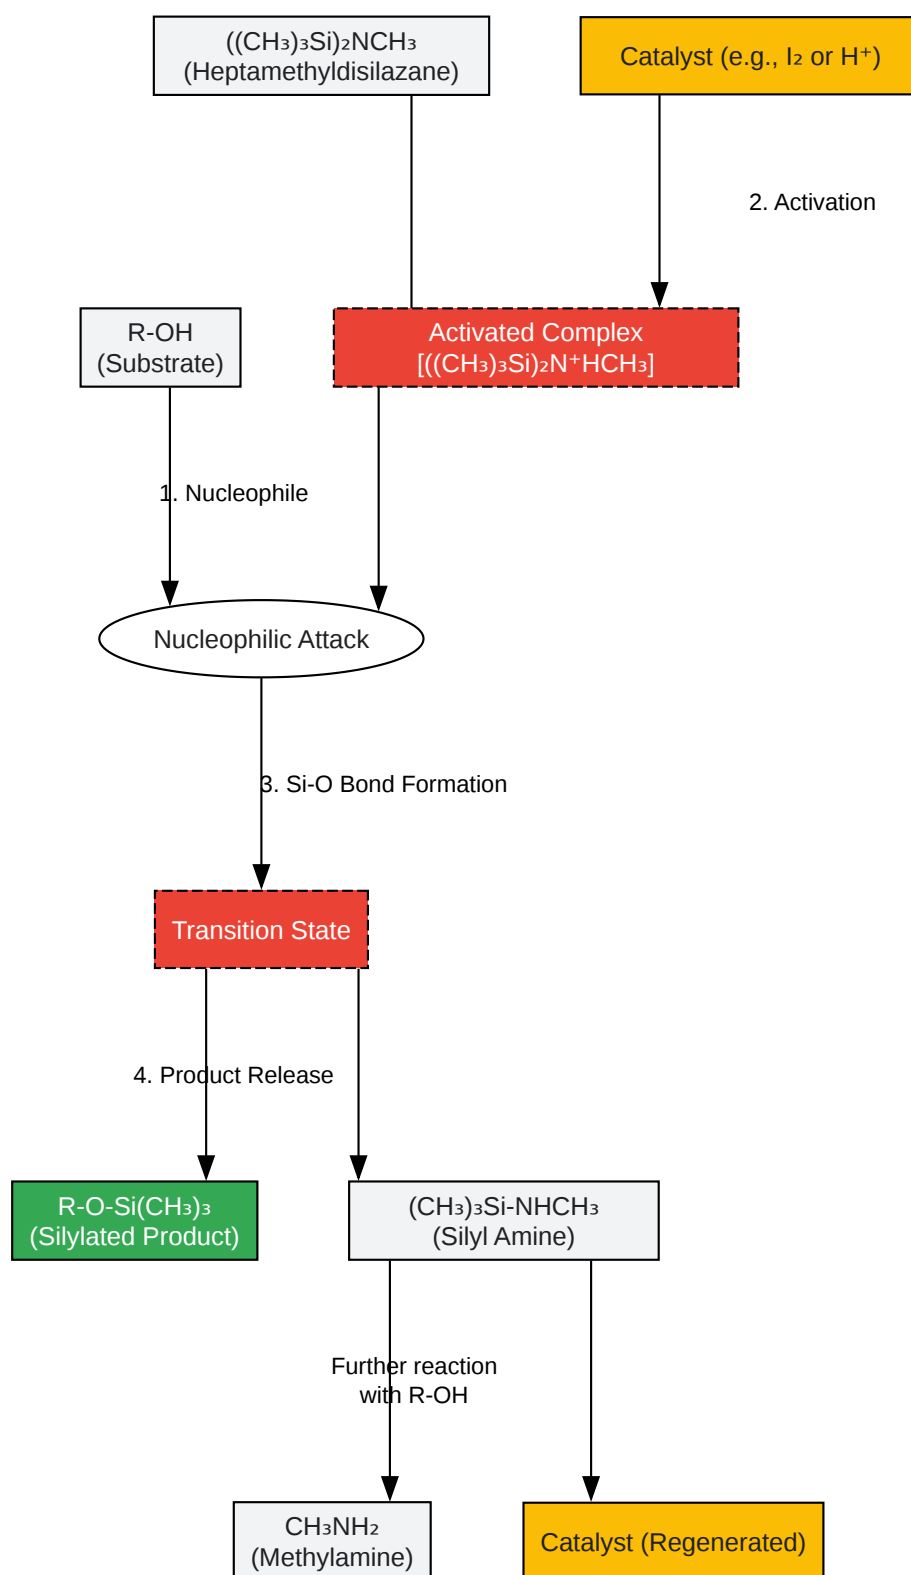 ((CH₃)₃Si)₂NCH₃
(Heptamethyldisilazane)
Catalyst (e.g., I₂ or H⁺)
2. Activation
R-OH
(Substrate)
Activated Complex
[((CH₃)₃Si)₂N⁺HCH₃]
1. Nucleophile
Nucleophilic Attack
3. Si-O Bond Formation
Transition State
4. Product Release
R-O-Si(CH₃)₃
(Silylated Product)
(CH₃)₃Si-NHCH₃
(Silyl Amine)
Further reaction
with R-OH
CH₃NH₂
(Methylamine)
Catalyst (Regenerated)